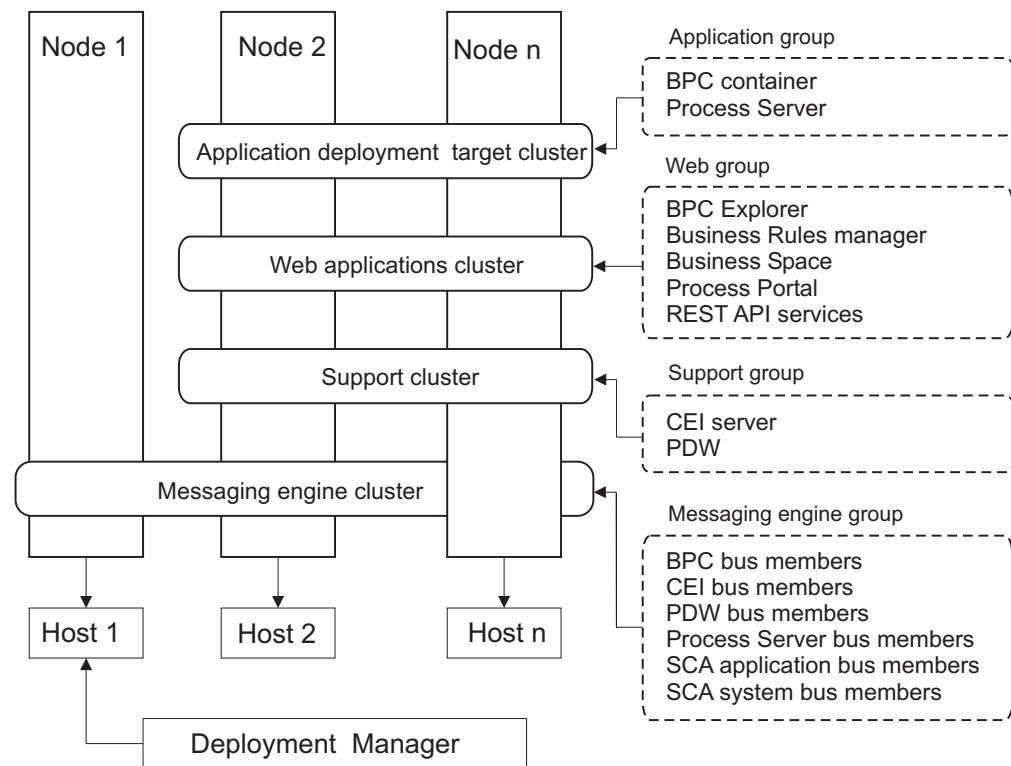 Node 1
Node 2
Node n
Application deployment target cluster
Web applications cluster
Support cluster
Messaging engine cluster
Host 1
Host 2
Host n
Deployment Manager
Application group
BPC container
Process Server
Web group
BPC Explorer
Business Rules manager
Business Space
Process Portal
REST API services
Support group
CEI server
PDW
Messaging engine group
BPC bus members
CEI bus members
PDW bus members
Process Server bus members
SCA application bus members
SCA system bus members